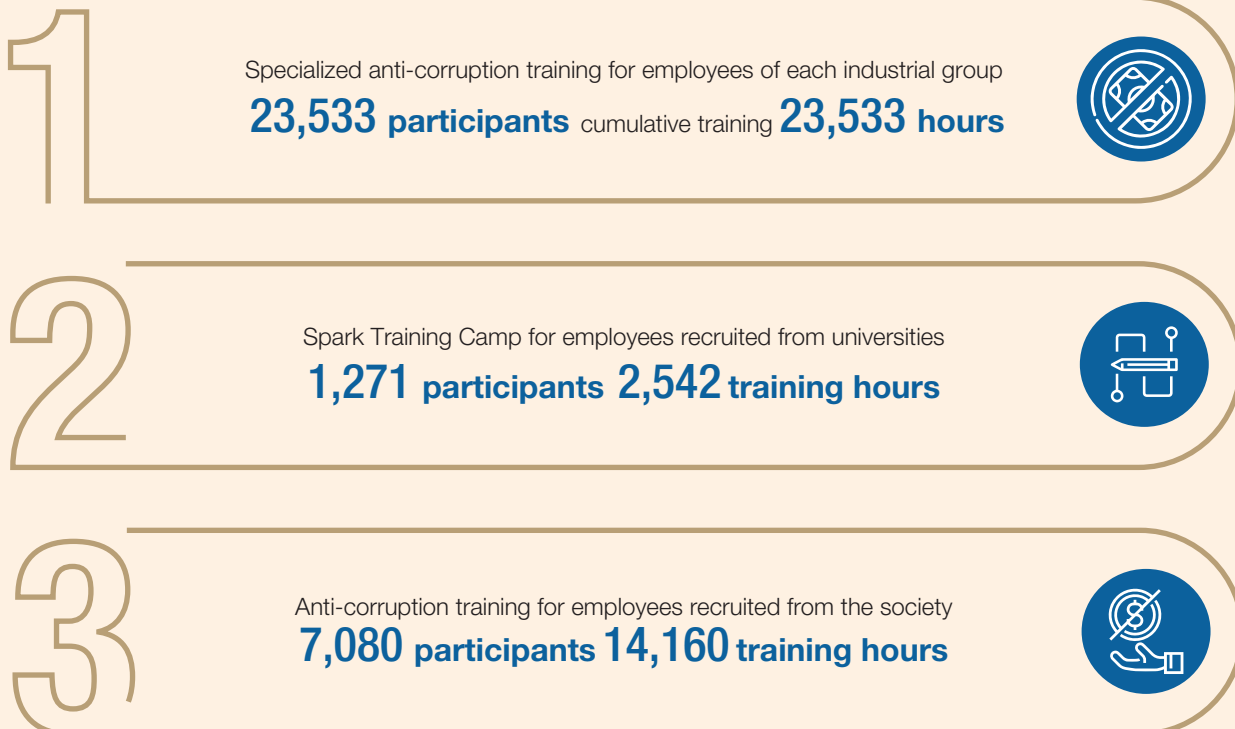 1
Specialized anti-corruption training for employees of each industrial group
23,533 participants cumulative training 23,533 hours
2
Spark Training Camp for employees recruited from universities
1,271 participants 2,542 training hours
3
Anti-corruption training for employees recruited from the society
7,080 participants 14,160 training hours
$